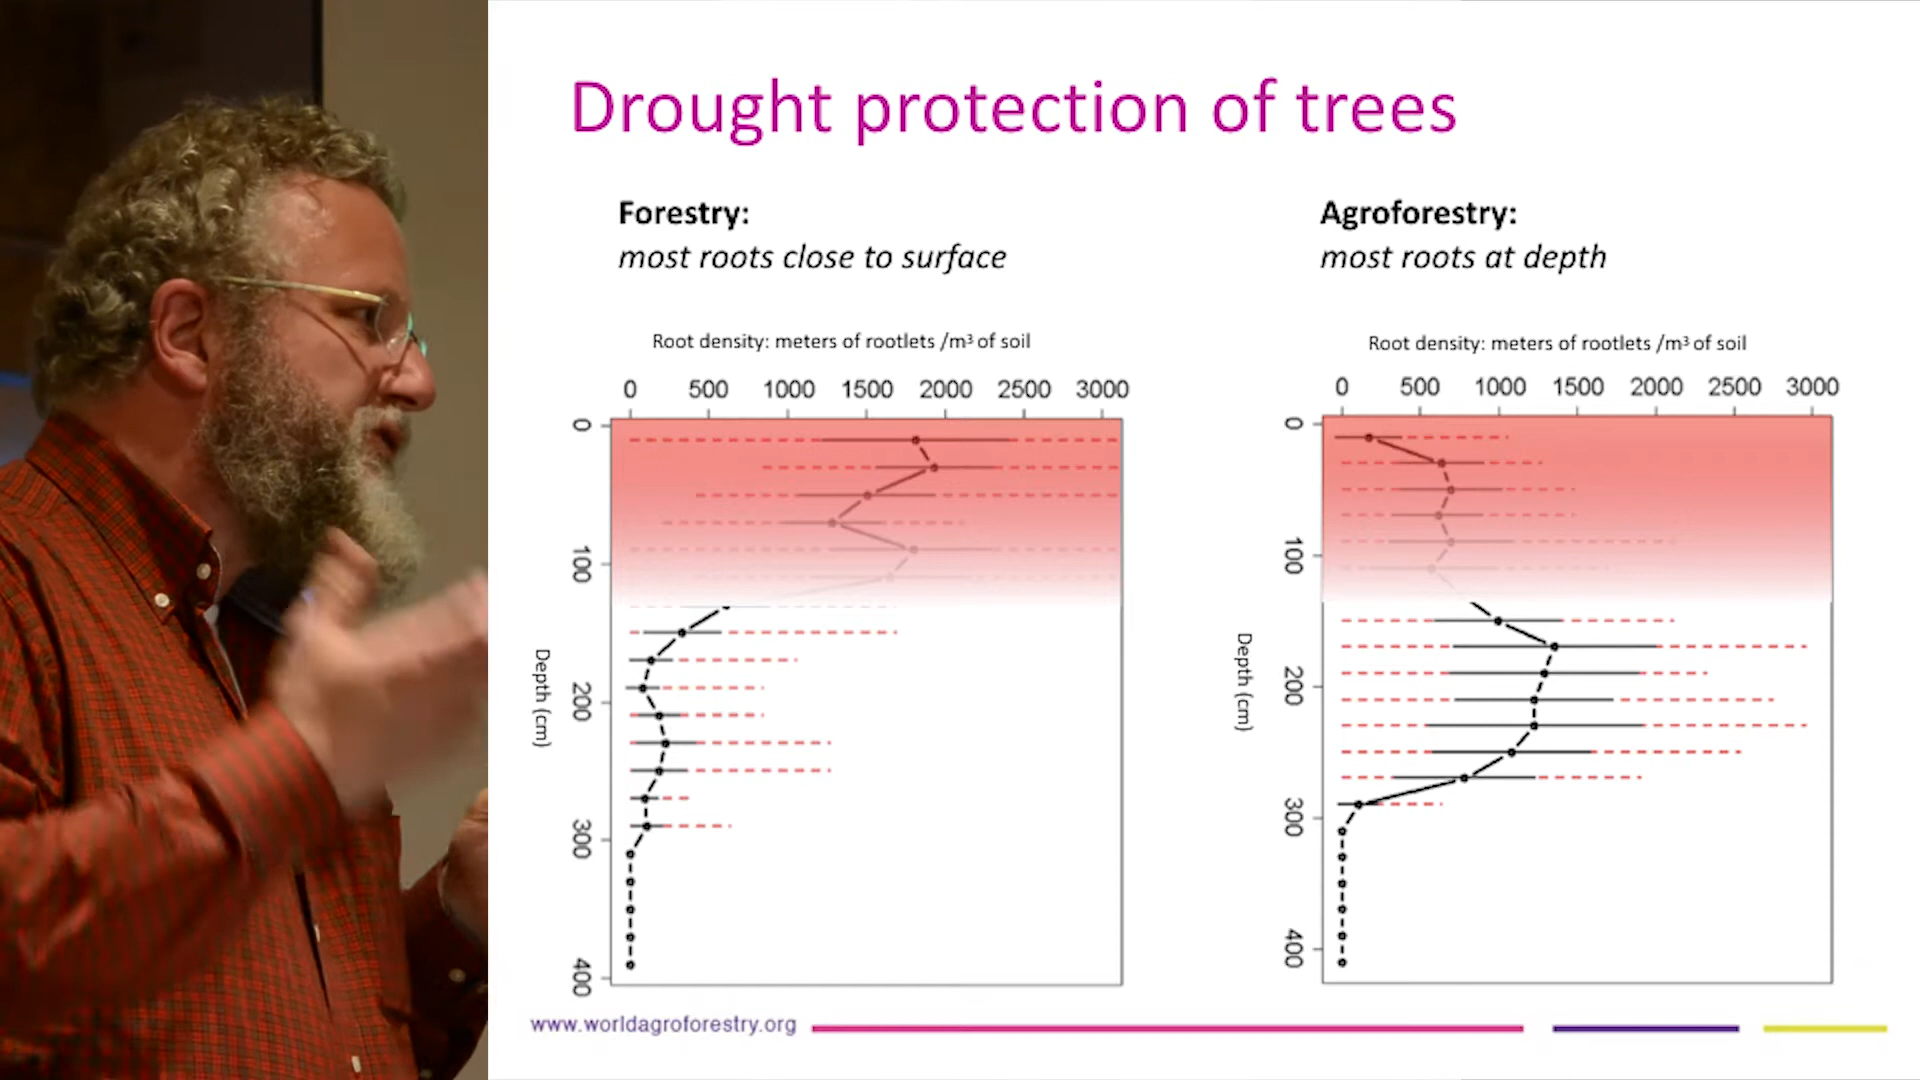 Drought protection of trees
Forestry:
most roots close to surface
Root density: meters of rootlets /m³ of soil
0 500 1000 1500 2000 2500 3000
0
100
200
300
400
Depth (cm)
Agroforestry:
most roots at depth
Root density: meters of rootlets /m³ of soil
0 500 1000 1500 2000 2500 3000
0
100
200
300
400
Depth (cm)
www.worldagroforestry.org